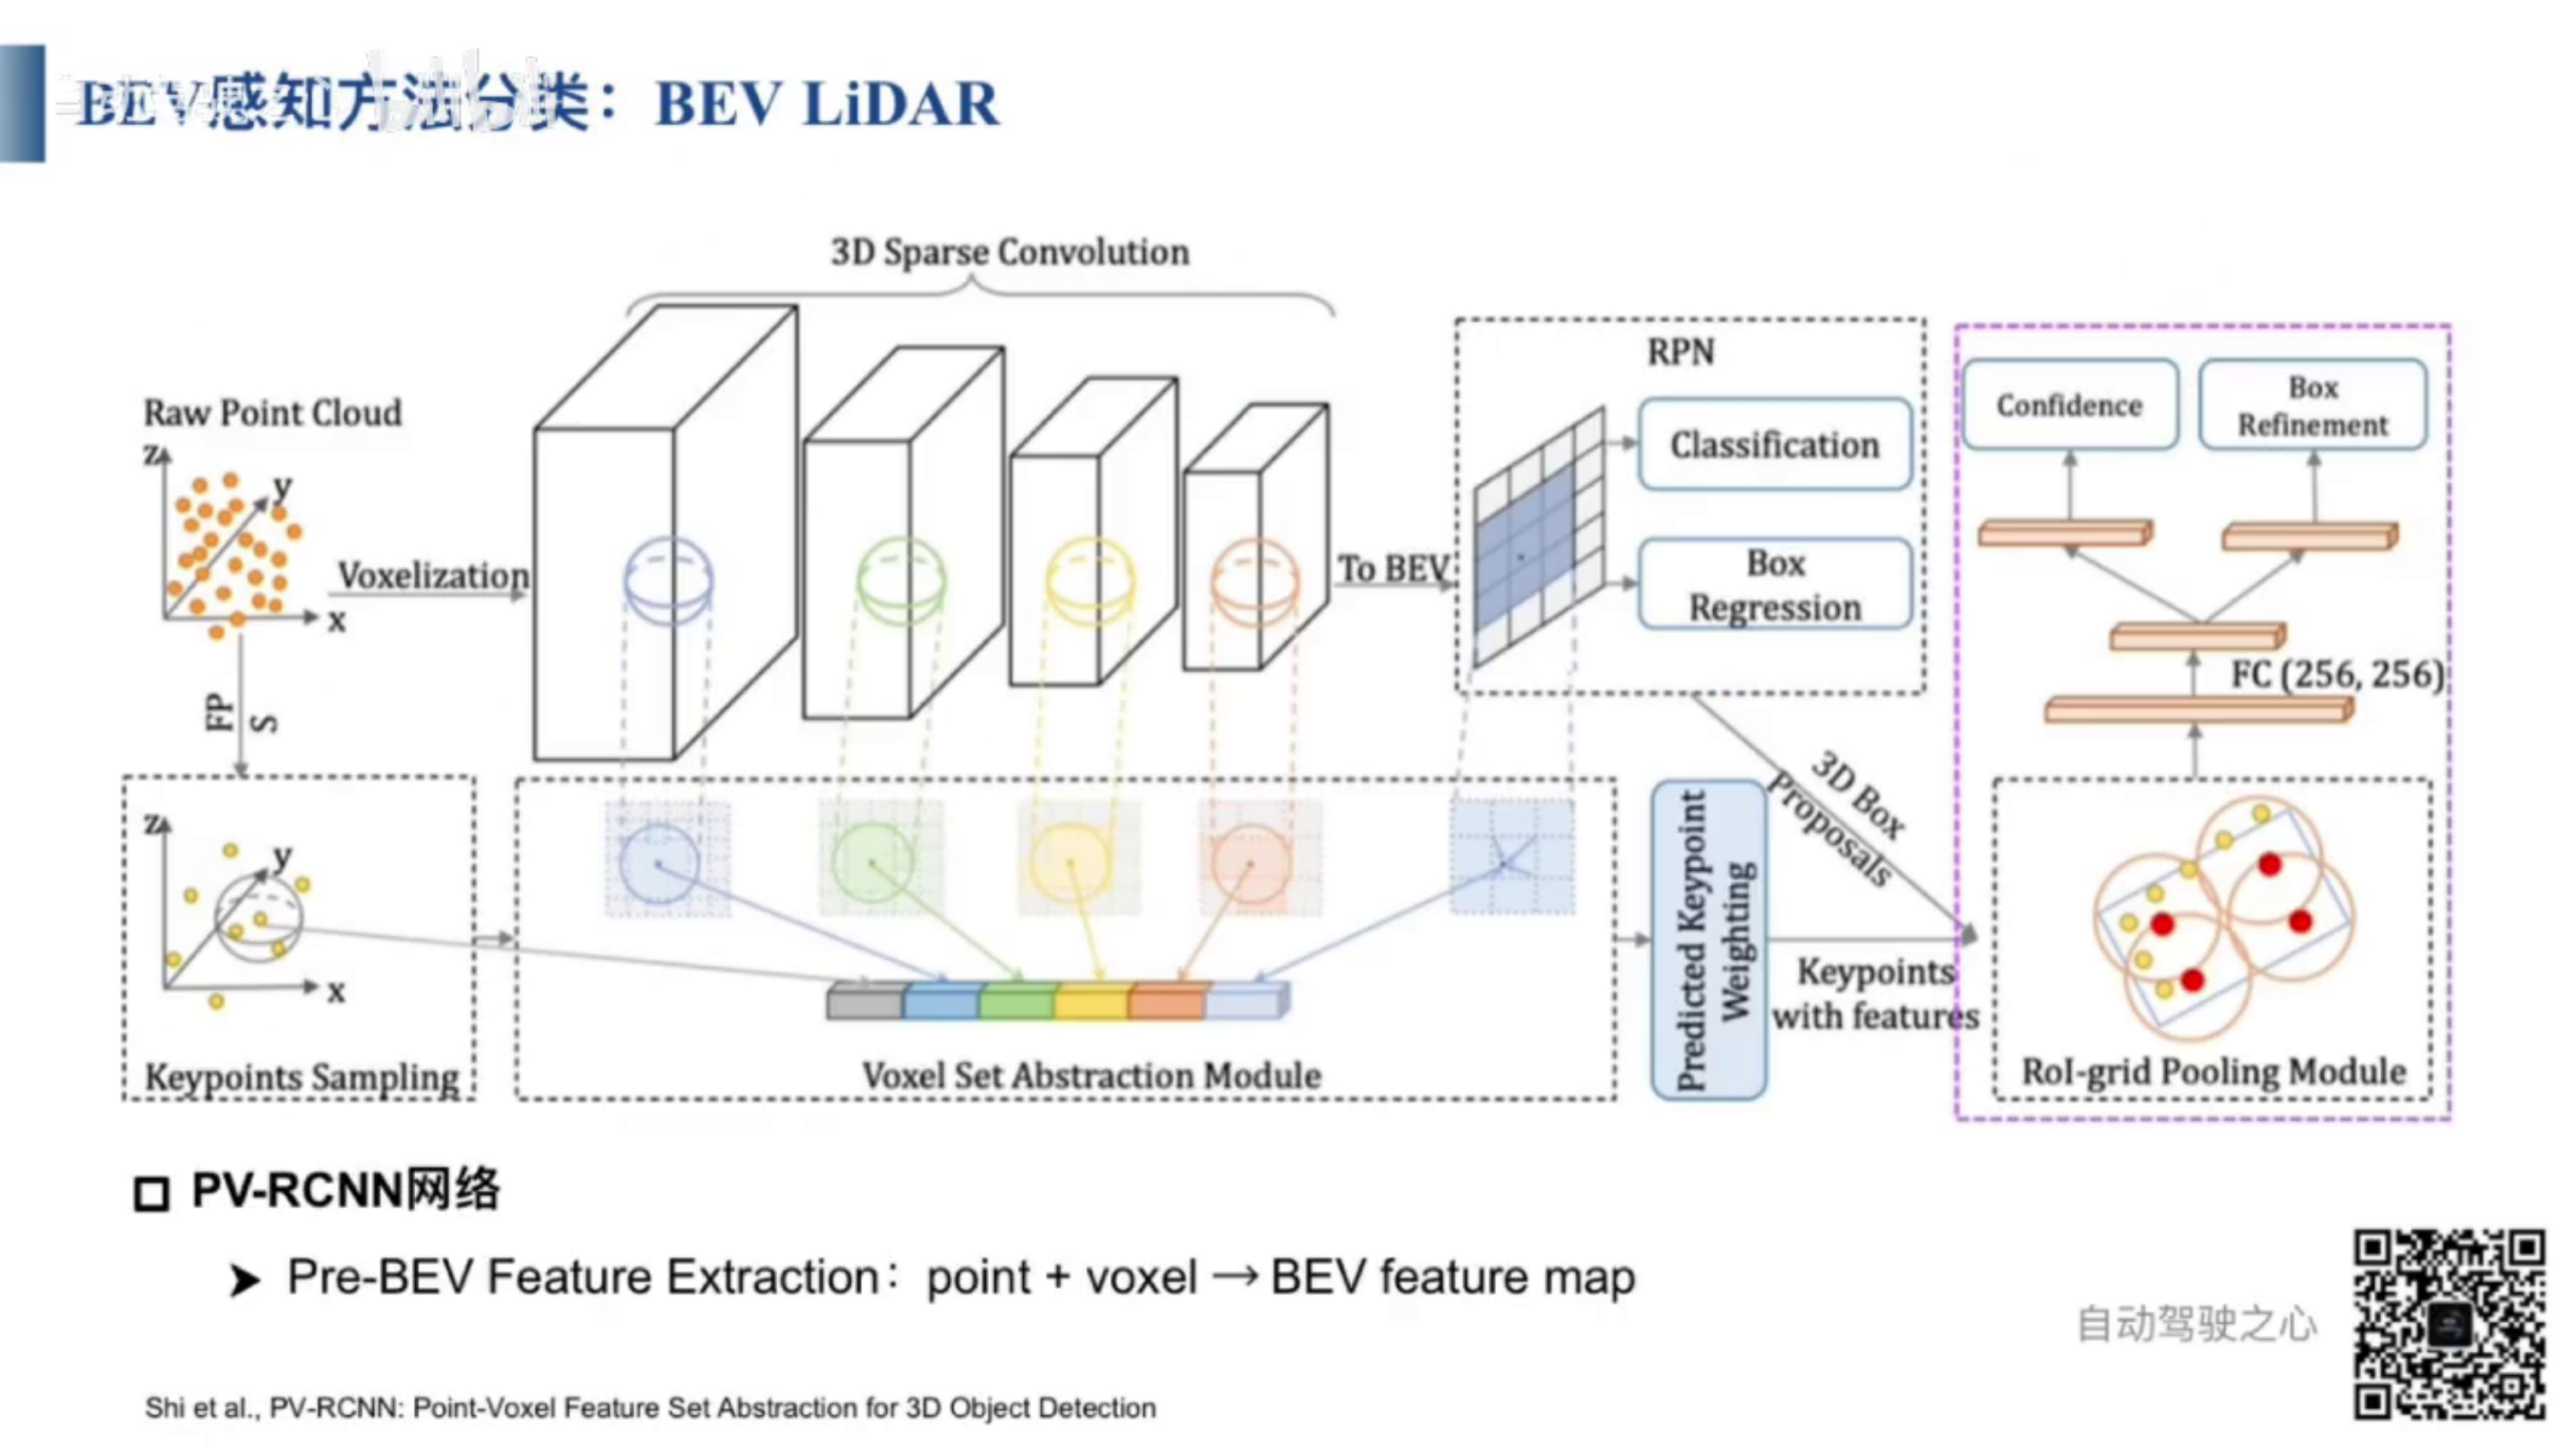 BEV感知方法分类：BEV LiDAR
3D Sparse Convolution
Raw Point Cloud
z
y
x
Voxelization
To BEV
RPN
Classification
Box
Regression
Confidence
Box
Refinement
FC (256, 256)
FP
S
z
y
x
Keypoints Sampling
Voxel Set Abstraction Module
Predicted Keypoint
Weighting
3D Box
Proposals
Keypoints
with features
RoI-grid Pooling Module
PV-RCNN网络
Pre-BEV Feature Extraction：point + voxel → BEV feature map
自动驾驶之心
Shi et al., PV-RCNN: Point-Voxel Feature Set Abstraction for 3D Object Detection